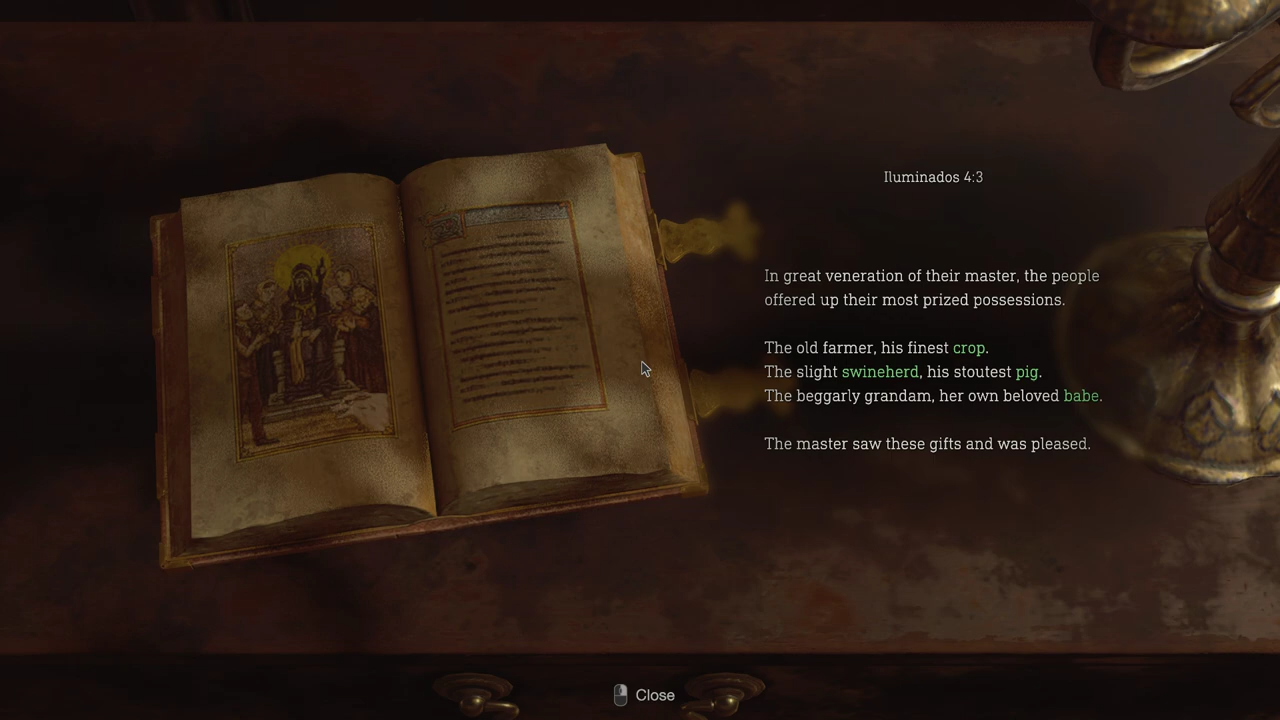 Iluminados 4:3
In great veneration of their master, the people
offered up their most prized possessions.
The old farmer, his finest crop.
The slight swineherd, his stoutest pig.
The beggarly grandam, her own beloved babe.
The master saw these gifts and was pleased.
Close